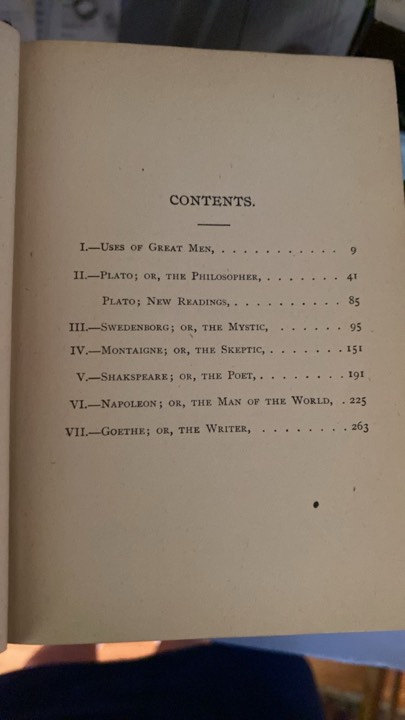 CONTENTS.
I.—Uses of Great Men, . . . . . . . . . . . 9
II.—Plato; or, the Philosopher, . . . . . . . 41
Plato; New Readings, . . . . . . . . . . 85
III.—Swedenborg; or, the Mystic, . . . . . . 95
IV.—Montaigne; or, the Skeptic, . . . . . . . 151
V.—Shakspeare; or, the Poet, . . . . . . . . 191
VI.—Napoleon; or, the Man of the World, . 225
VII.—Goethe; or, the Writer, . . . . . . . . 263